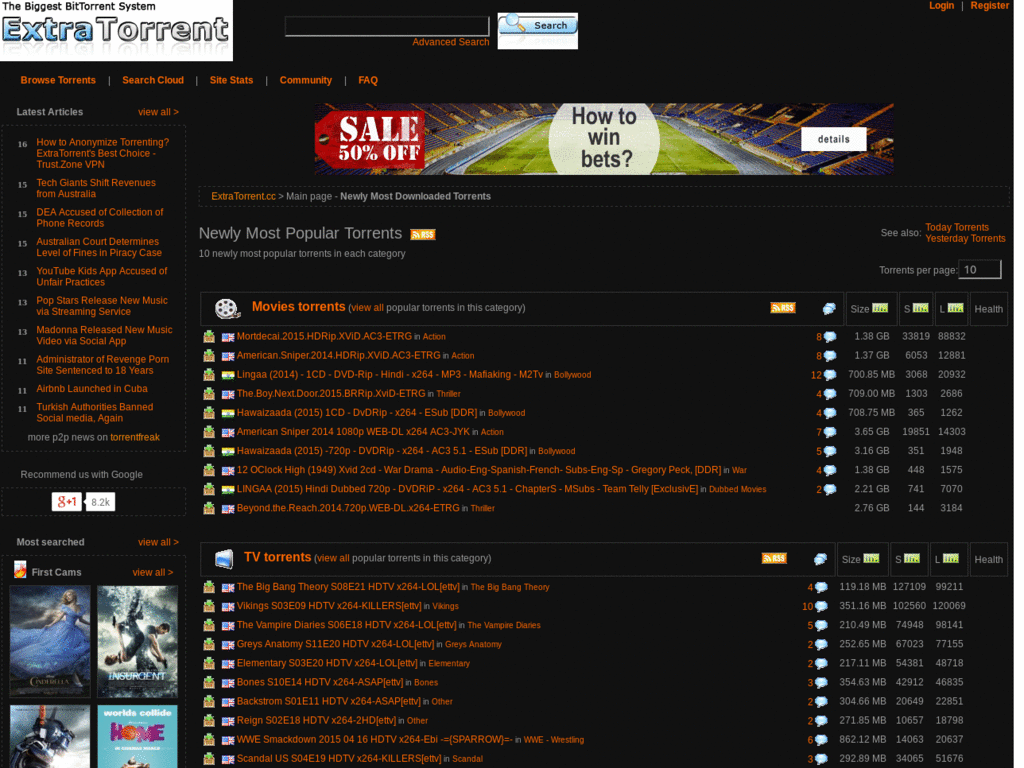 The Biggest BitTorrent System
ExtraTorrent
Login | Register
Search
Advanced Search
Browse Torrents | Search Cloud | Site Stats | Community | FAQ
Latest Articles view all >
16 How to Anonymize Torrenting?
ExtraTorrent's Best Choice -
Trust.Zone VPN
15 Tech Giants Shift Revenues
from Australia
15 DEA Accused of Collection of
Phone Records
15 Australian Court Determines
Level of Fines in Piracy Case
13 YouTube Kids App Accused of
Unfair Practices
13 Pop Stars Release New Music
via Streaming Service
13 Madonna Released New Music
Video via Social App
11 Administrator of Revenge Porn
Site Sentenced to 18 Years
11 Airbnb Launched in Cuba
11 Turkish Authorities Banned
Social media, Again
more p2p news on torrentfreak
Recommend us with Google
g+1 8.2k
Most searched view all >
First Cams view all >
CINDERELLA
INSURGENT
worlds collide
HOME
SALE
50% OFF
How to
win
bets?
details
ExtraTorrent.cc > Main page - Newly Most Downloaded Torrents
Newly Most Popular Torrents RSS
10 newly most popular torrents in each category
See also: Today Torrents
Yesterday Torrents
Torrents per page: 10
Movies torrents (view all popular torrents in this category) RSS Size S L Health
Mortdecai.2015.HDRip.XViD.AC3-ETRG in Action 8 1.38 GB 33819 88832
American.Sniper.2014.HDRip.XViD.AC3-ETRG in Action 8 1.37 GB 6053 12881
Lingaa (2014) - 1CD - DVD-Rip - Hindi - x264 - MP3 - Mafiaking - M2Tv in Bollywood 12 700.85 MB 3068 20932
The.Boy.Next.Door.2015.BRRip.XviD-ETRG in Thriller 4 709.00 MB 1303 2686
Hawaizaada (2015) 1CD - DvDRip - x264 - ESub [DDR] in Bollywood 4 708.75 MB 365 1262
American Sniper 2014 1080p WEB-DL x264 AC3-JYK in Action 7 3.65 GB 19851 14303
Hawaizaada (2015) -720p - DVDRip - x264 - AC3 5.1 - ESub [DDR] in Bollywood 5 3.16 GB 351 1948
12 OClock High (1949) Xvid 2cd - War Drama - Audio-Eng-Spanish-French- Subs-Eng-Sp - Gregory Peck, [DDR] in War 4 1.38 GB 448 1575
LINGAA (2015) Hindi Dubbed 720p - DVDRiP - x264 - AC3 5.1 - ChapterS - MSubs - Team Telly [ExclusivE] in Dubbed Movies 2 2.21 GB 741 7070
Beyond.the.Reach.2014.720p.WEB-DL.x264-ETRG in Thriller 2.76 GB 144 3184
TV torrents (view all popular torrents in this category) RSS Size S L Health
The Big Bang Theory S08E21 HDTV x264-LOL[ettv] in The Big Bang Theory 4 119.18 MB 127109 99211
Vikings S03E09 HDTV x264-KILLERS[ettv] in Vikings 10 351.16 MB 102560 120069
The Vampire Diaries S06E18 HDTV x264-LOL[ettv] in The Vampire Diaries 5 210.49 MB 74948 98141
Greys Anatomy S11E20 HDTV x264-LOL[ettv] in Greys Anatomy 2 252.65 MB 67023 77155
Elementary S03E20 HDTV x264-LOL[ettv] in Elementary 2 217.11 MB 54381 48718
Bones S10E14 HDTV x264-ASAP[ettv] in Bones 3 354.63 MB 42912 46835
Backstrom S01E11 HDTV x264-ASAP[ettv] in Other 2 304.66 MB 20649 22851
Reign S02E18 HDTV x264-2HD[ettv] in Other 2 271.85 MB 10657 18798
WWE Smackdown 2015 04 16 HDTV x264-Ebi -={SPARROW}=- in WWE - Wrestling 6 862.12 MB 14063 20637
Scandal US S04E19 HDTV x264-KILLERS[ettv] in Scandal 3 292.89 MB 34065 51676